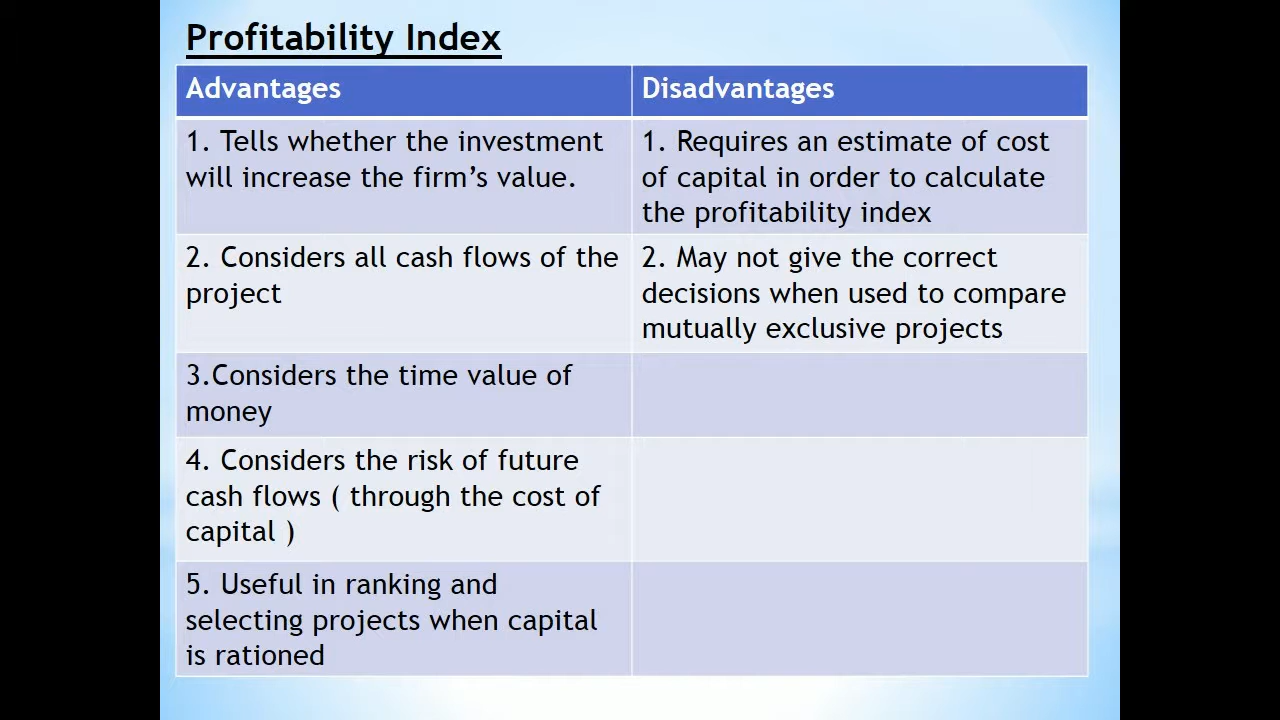 Profitability Index
Advantages
Disadvantages
1. Tells whether the investment
will increase the firm’s value.
1. Requires an estimate of cost
of capital in order to calculate
the profitability index
2. Considers all cash flows of the
project
2. May not give the correct
decisions when used to compare
mutually exclusive projects
3.Considers the time value of
money
4. Considers the risk of future
cash flows ( through the cost of
capital )
5. Useful in ranking and
selecting projects when capital
is rationed